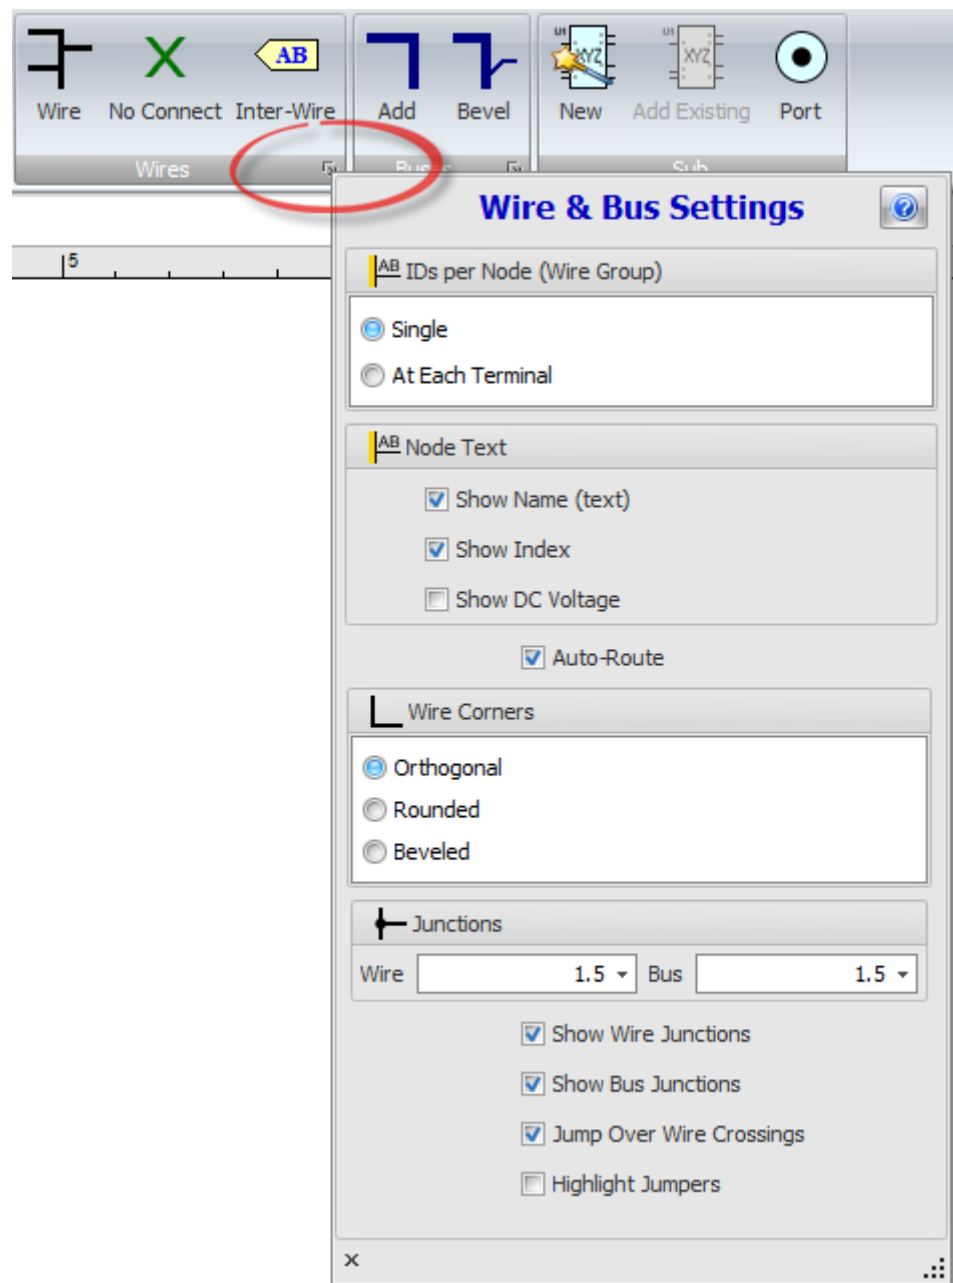 U1 U1
XYZ XYZ
AB
Wire No Connect Inter-Wire Add Bevel New Add Existing Port
Wires Buses Sub
Wire & Bus Settings
5
AB IDs per Node (Wire Group)
Single
At Each Terminal
AB Node Text
Show Name (text)
Show Index
Show DC Voltage
Auto-Route
Wire Corners
Orthogonal
Rounded
Beveled
Junctions
Wire 1.5 Bus 1.5
Show Wire Junctions
Show Bus Junctions
Jump Over Wire Crossings
Highlight Jumpers